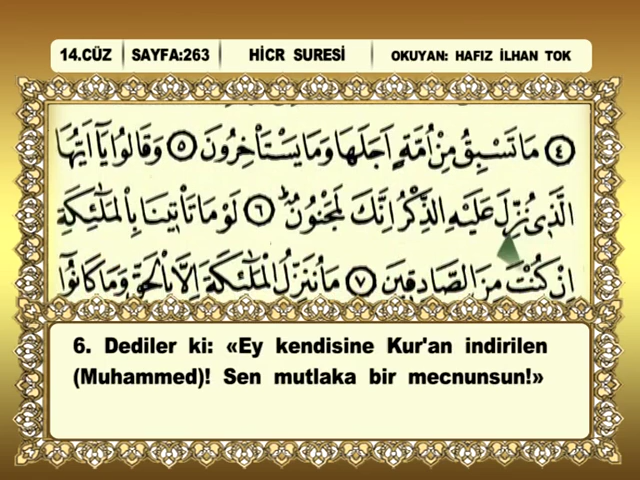 14.CÜZ SAYFA:263 HİCR SURESİ OKUYAN: HAFIZ İLHAN TOK
﴿٤﴾ مَا تَسْبِقُ مِنْ اُمَّةٍ اَجَلَهَا وَمَا يَسْتَأْخِرُونَ ﴿٥﴾ وَقَالُوا يَٓا اَيُّهَا
الَّذ۪ي نُزِّلَ عَلَيْهِ الذِّكْرُ اِنَّكَ لَمَجْنُونٌۜ ﴿٦﴾ لَوْ مَا تَأْت۪ينَا بِالْمَلٰٓئِكَةِ
اِنْ كُنْتَ مِنَ الصَّادِق۪ينَ ﴿٧﴾ مَا نُنَزِّلُ الْمَلٰٓئِكَةَ اِلَّا بِالْحَقِّ وَمَا كَانُٓوا
6. Dediler ki: «Ey kendisine Kur'an indirilen
(Muhammed)! Sen mutlaka bir mecnunsun!»